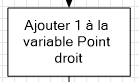 Ajouter 1 à la
variable Point
droit